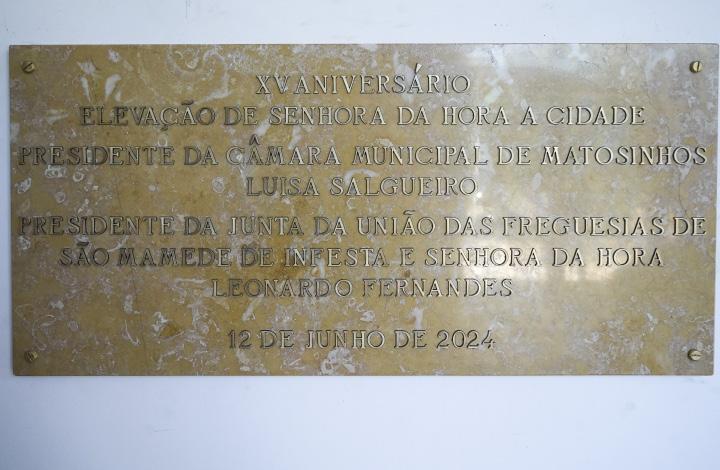 XV ANIVERSÁRIO
ELEVAÇÃO DE SENHORA DA HORA A CIDADE
PRESIDENTE DA CÂMARA MUNICIPAL DE MATOSINHOS
LUISA SALGUEIRO
PRESIDENTE DA JUNTA DA UNIÃO DAS FREGUESIAS DE
SÃO MAMEDE DE INFESTA E SENHORA DA HORA
LEONARDO FERNANDES
12 DE JUNHO DE 2024